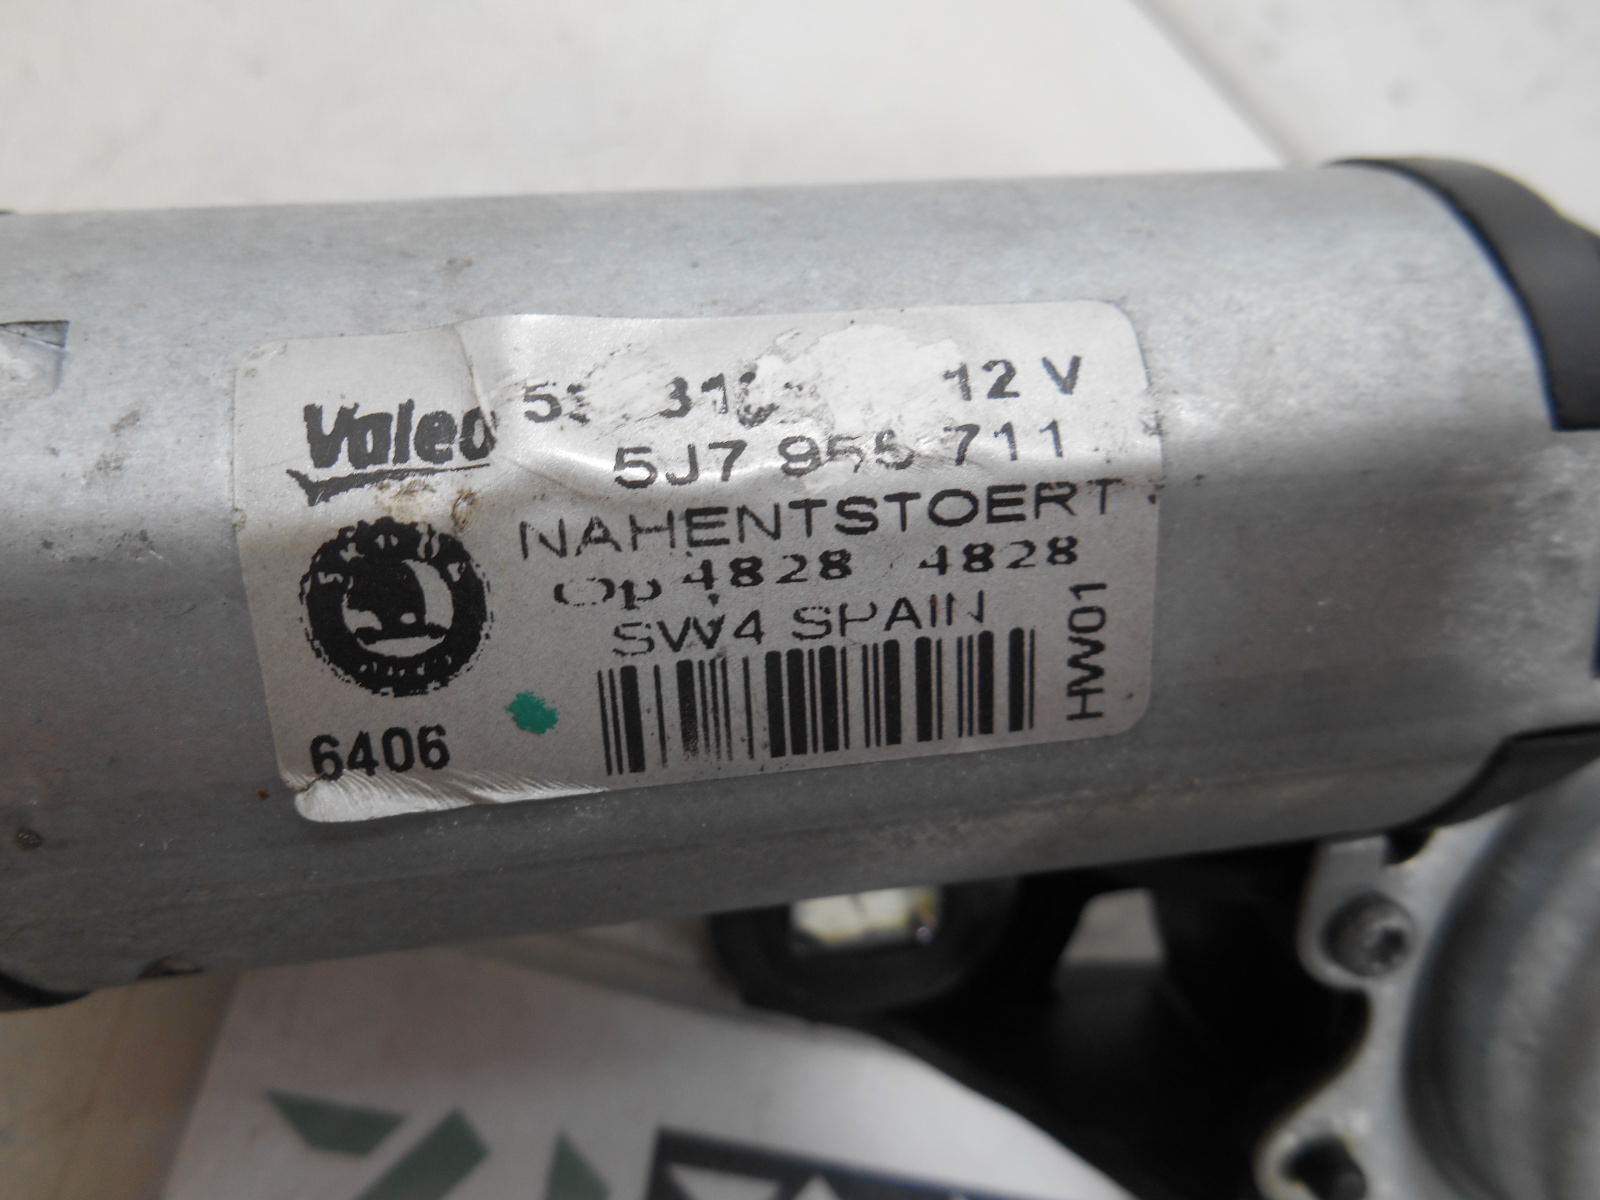 Valeo
12 V
5J7 955 711
NAHENTSTOERT
Op 4828 4828
SW4 SPAIN
HW01
6406